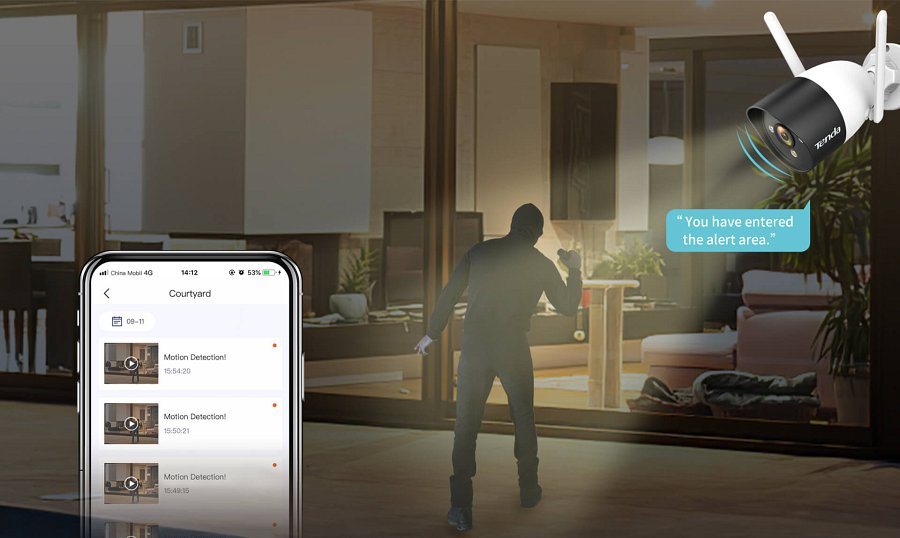 Tenda
“You have entered
the alert area.”
China Mobil 4G 14:12 53%
Courtyard
09-11
Motion Detection!
15:54:20
Motion Detection!
15:50:21
Motion Detection!
15:49:15